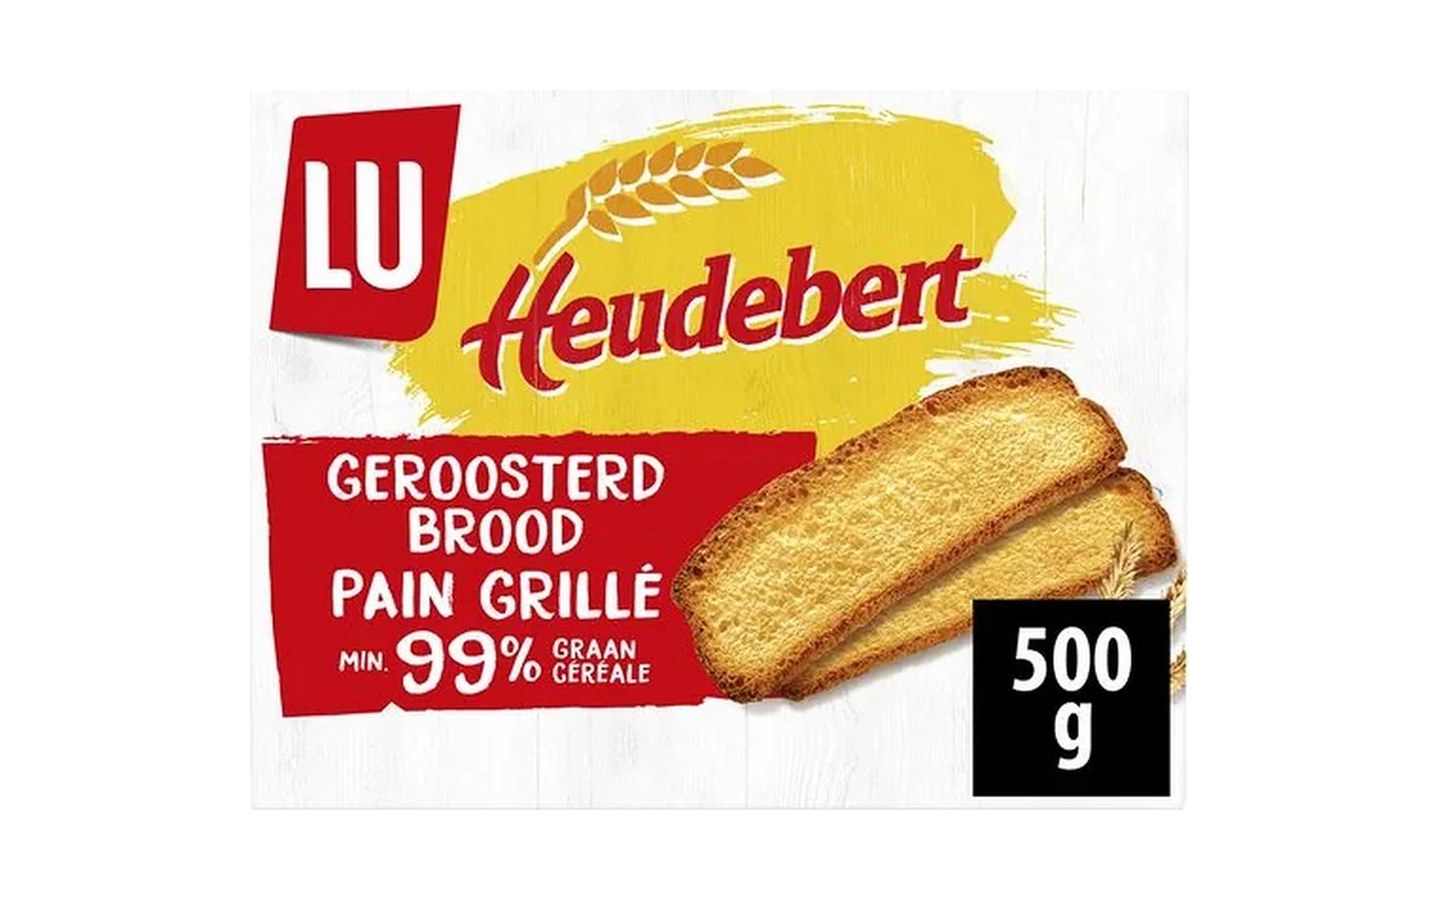 LU
Heudebert
GEROOSTERD
BROOD
PAIN GRILLÉ
MIN. 99% GRAAN
CÉRÉALE
500
g